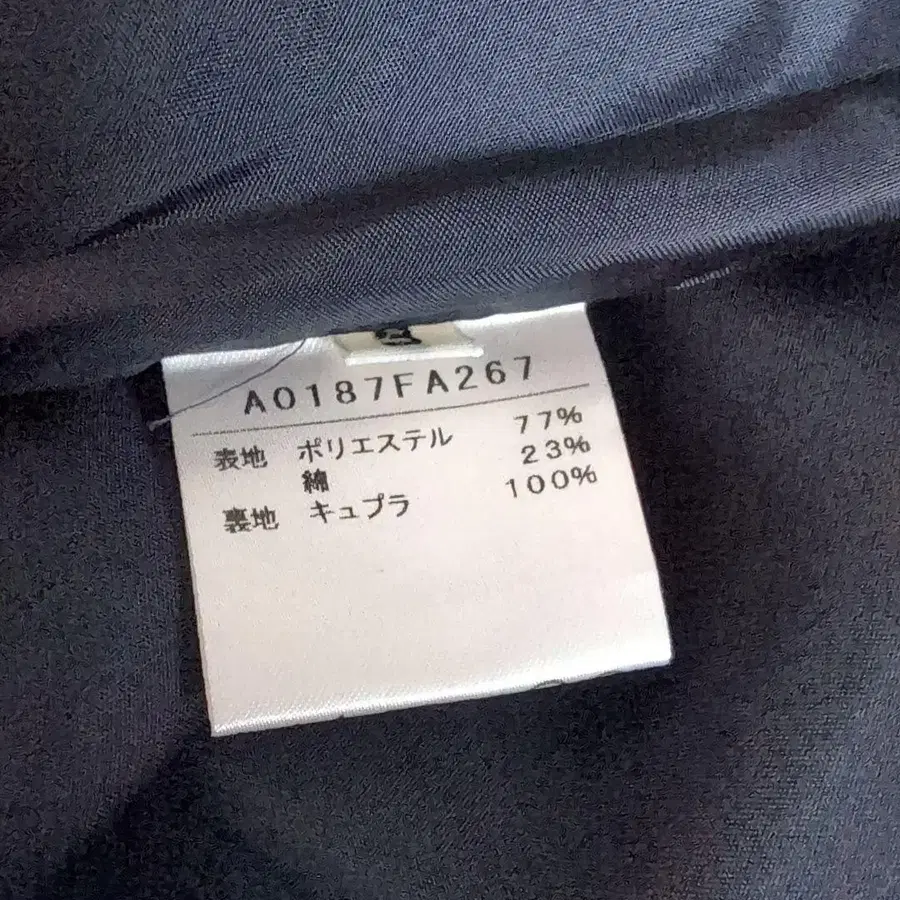 A0187FA267
表地 ポリエステル 77%
綿 23%
裏地 キュプラ 100%